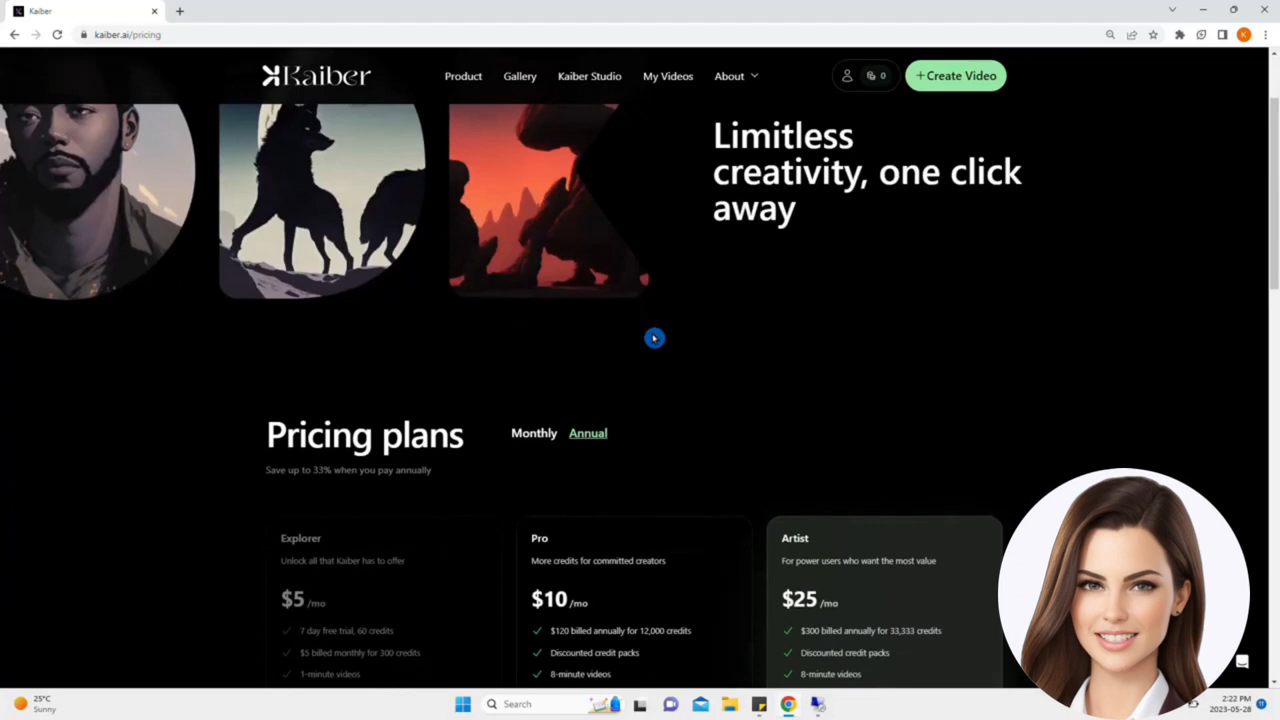 Kaiber
kaiber.ai/pricing
K
Kaiber
Product
Gallery
Kaiber Studio
My Videos
About
0
+Create Video
Limitless
creativity, one click
away
Pricing plans
Monthly
Annual
Save up to 33% when you pay annually
Explorer
Unlock all that Kaiber has to offer
$5 /mo
7 day free trial, 60 credits
$5 billed monthly for 300 credits
1-minute videos
Pro
More credits for committed creators
$10 /mo
$120 billed annually for 12,000 credits
Discounted credit packs
8-minute videos
Artist
For power users who want the most value
$25 /mo
$300 billed annually for 33,333 credits
Discounted credit packs
8-minute videos
25°C
Sunny
Search
2:22 PM
2023-05-28